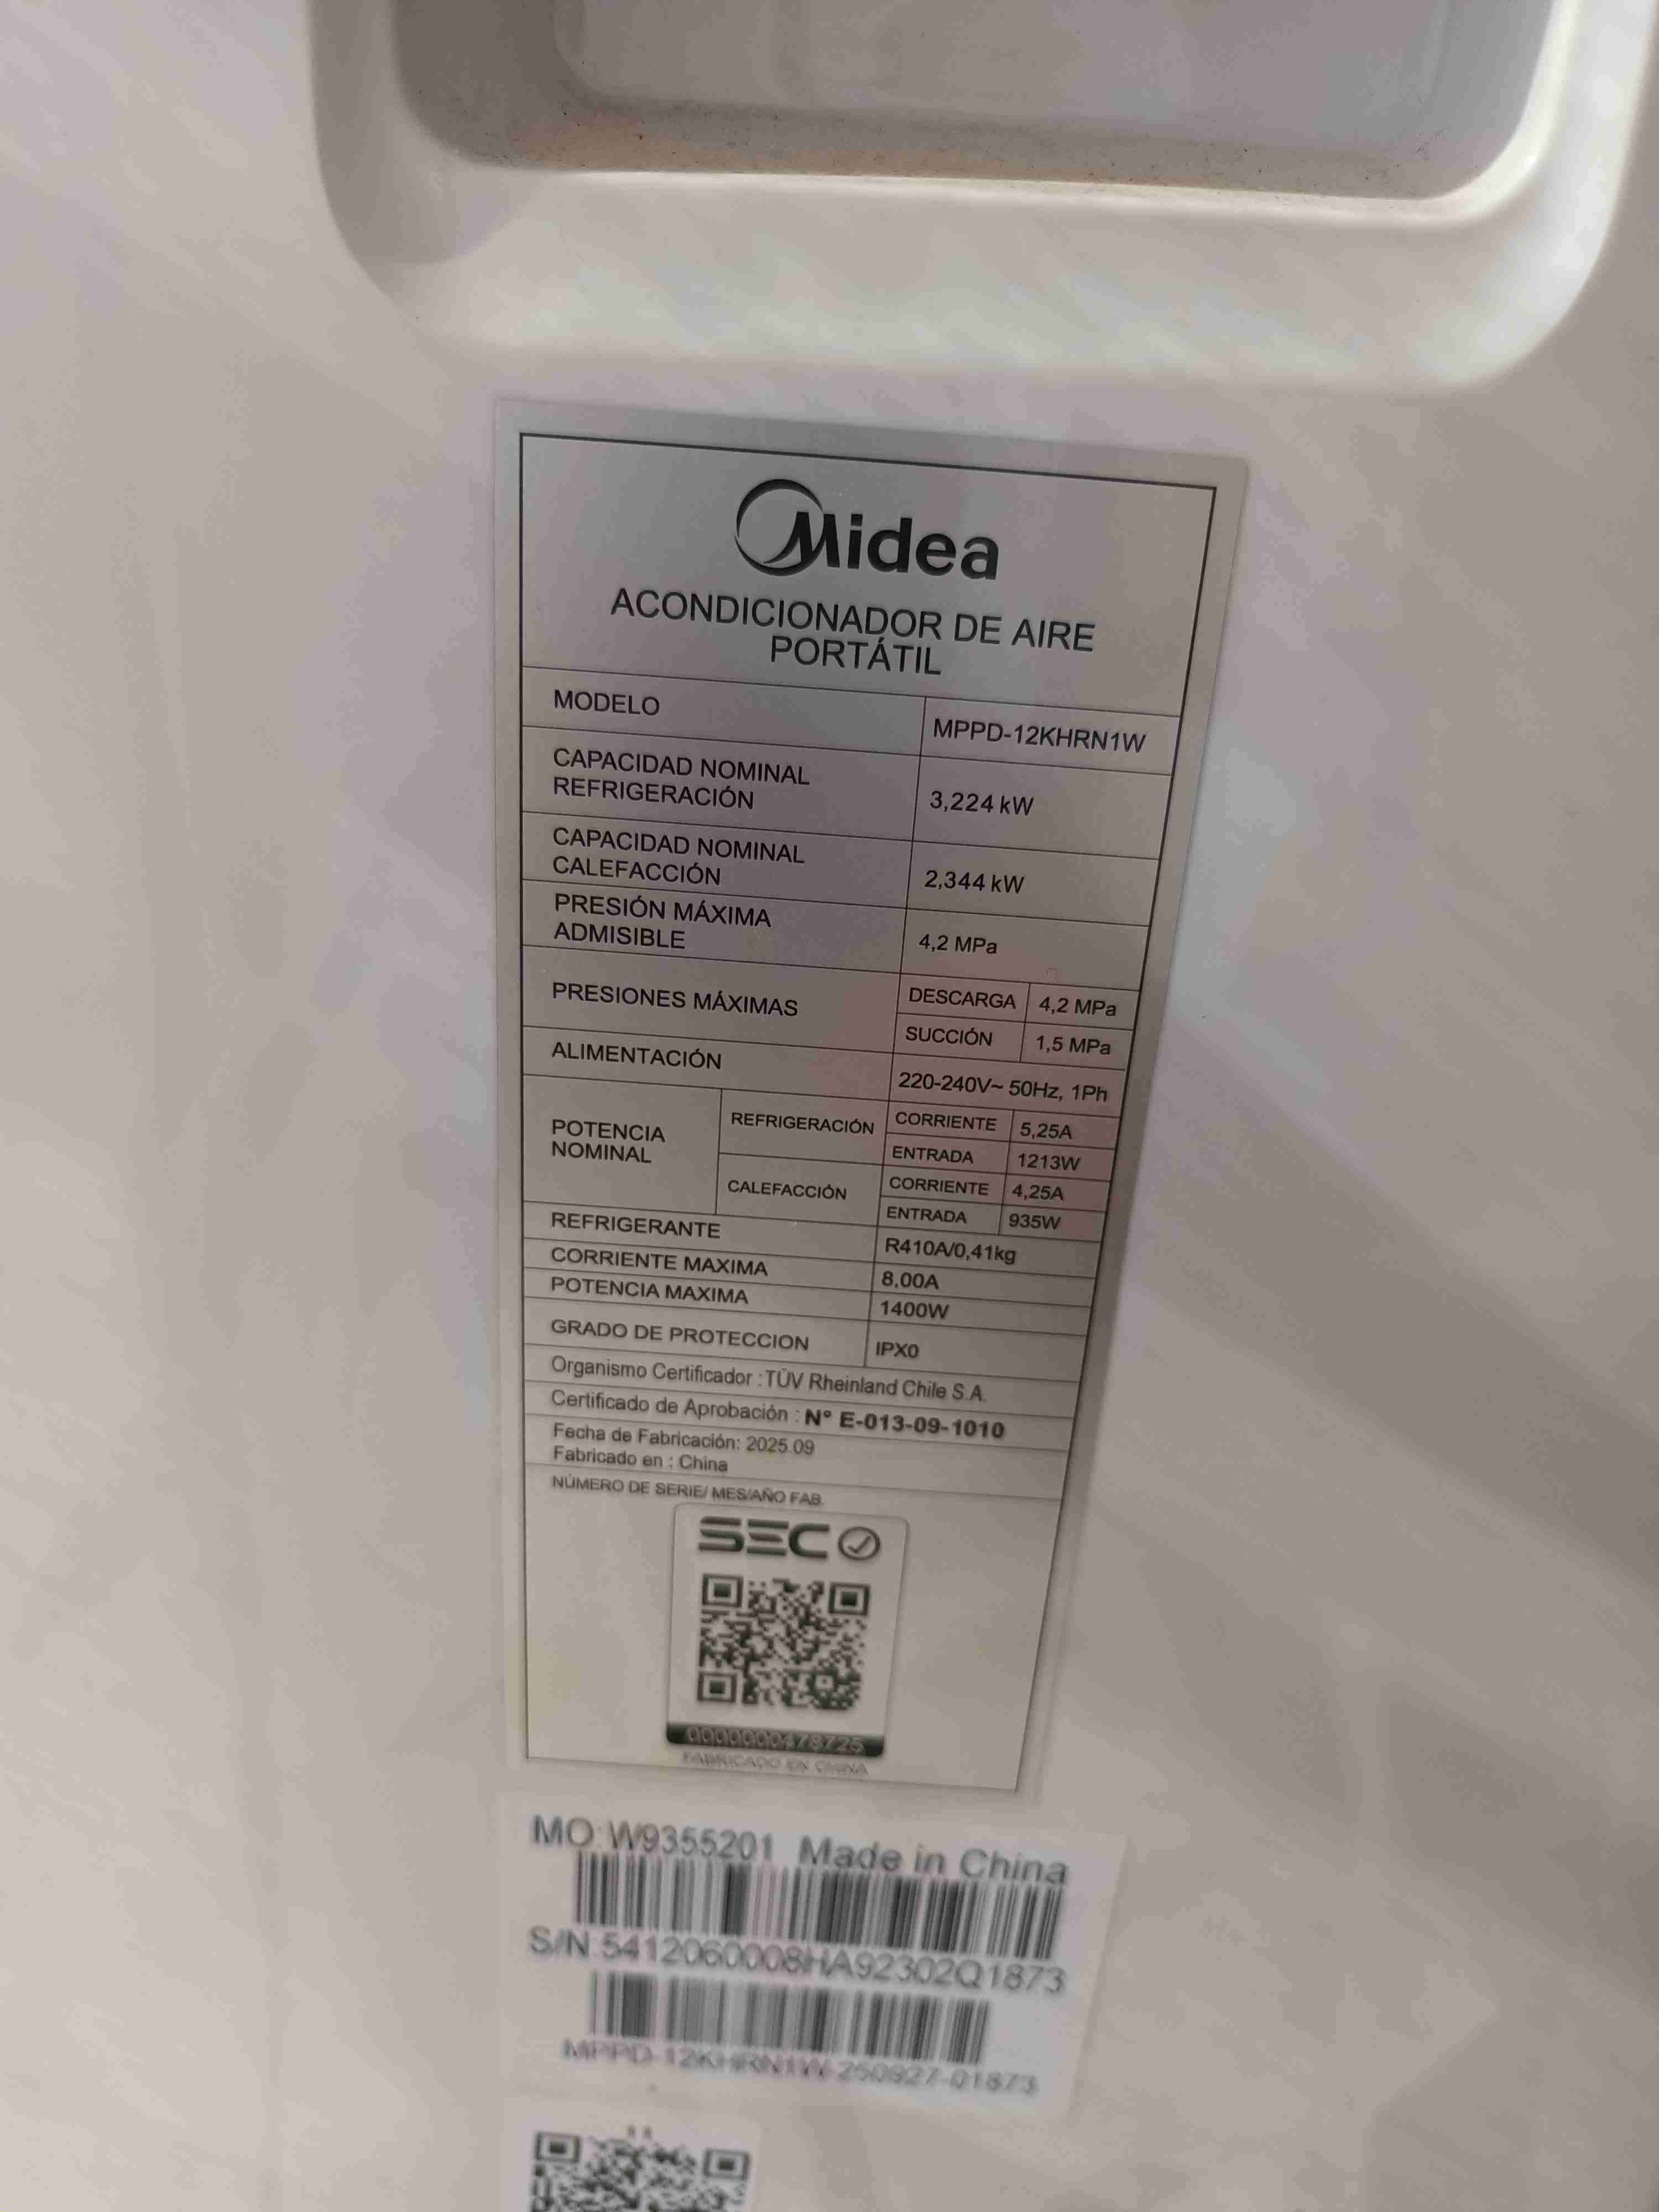 Midea
ACONDICIONADOR DE AIRE
PORTÁTIL
MODELO MPPD-12KHRN1W
CAPACIDAD NOMINAL
REFRIGERACIÓN 3,224 kW
CAPACIDAD NOMINAL
CALEFACCIÓN 2,344 kW
PRESIÓN MÁXIMA
ADMISIBLE 4,2 MPa
PRESIONES MÁXIMAS DESCARGA 4,2 MPa
SUCCIÓN 1,5 MPa
ALIMENTACIÓN 220-240V~ 50Hz, 1Ph
POTENCIA
NOMINAL REFRIGERACIÓN CORRIENTE 5,25A
ENTRADA 1213W
CALEFACCIÓN CORRIENTE 4,25A
ENTRADA 935W
REFRIGERANTE R410A/0,41kg
CORRIENTE MAXIMA 8,00A
POTENCIA MAXIMA 1400W
GRADO DE PROTECCION IPX0
Organismo Certificador :TÜV Rheinland Chile S.A.
Certificado de Aprobación : N° E-013-09-1010
Fecha de Fabricación: 2025.09
Fabricado en : China
NÚMERO DE SERIE/ MES/AÑO FAB.
SEC
0000000478725
FABRICADO EN CHINA
MO:W9355201 Made in China
S/N:5412060008HA92302Q1873
MPPD-12KHRN1W-250927-01873